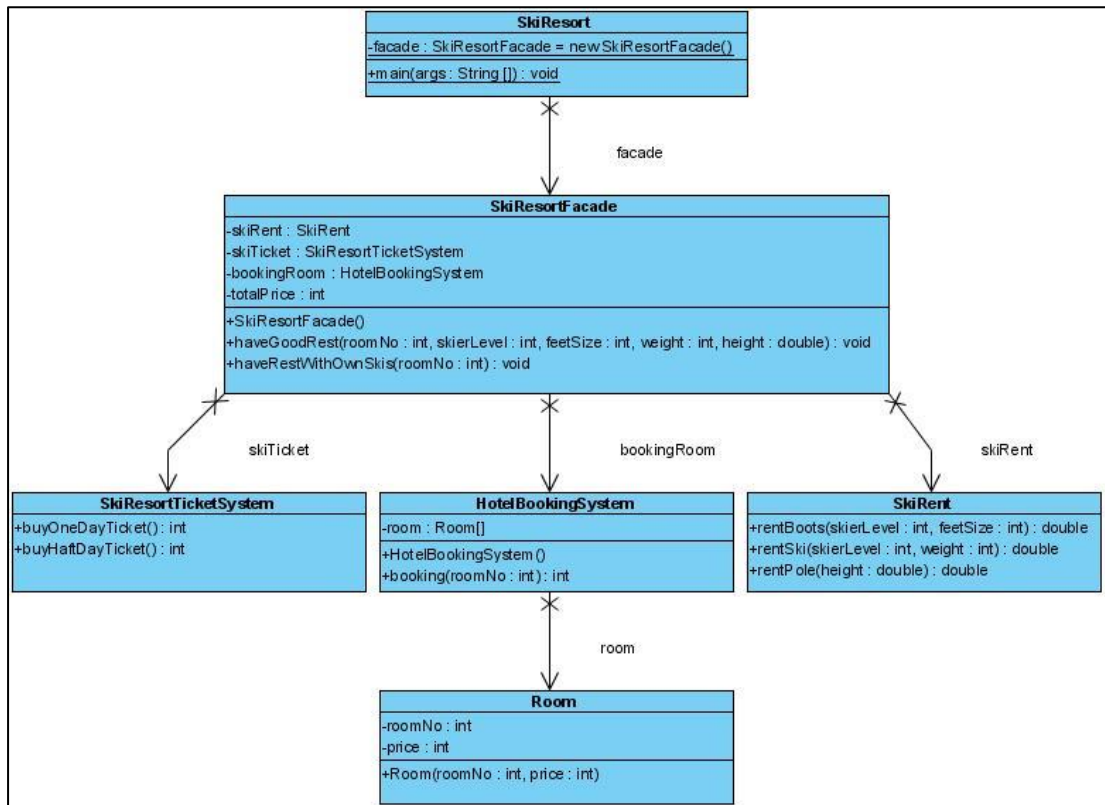 SkiResort
-facade : SkiResortFacade = newSkiResortFacade()
+main(args : String []) : void
facade
SkiResortFacade
-skiRent : SkiRent
-skiTicket : SkiResortTicketSystem
-bookingRoom : HotelBookingSystem
-totalPrice : int
+SkiResortFacade()
+haveGoodRest(roomNo : int, skierLevel : int, feetSize : int, weight : int, height : double) : void
+haveRestWithOwnSkis(roomNo : int) : void
skiTicket
bookingRoom
skiRent
SkiResortTicketSystem
+buyOneDayTicket() : int
+buyHaftDayTicket() : int
HotelBookingSystem
-room : Room[]
+HotelBookingSystem()
+booking(roomNo : int) : int
SkiRent
+rentBoots(skierLevel : int, feetSize : int) : double
+rentSki(skierLevel : int, weight : int) : double
+rentPole(height : double) : double
room
Room
-roomNo : int
-price : int
+Room(roomNo : int, price : int)